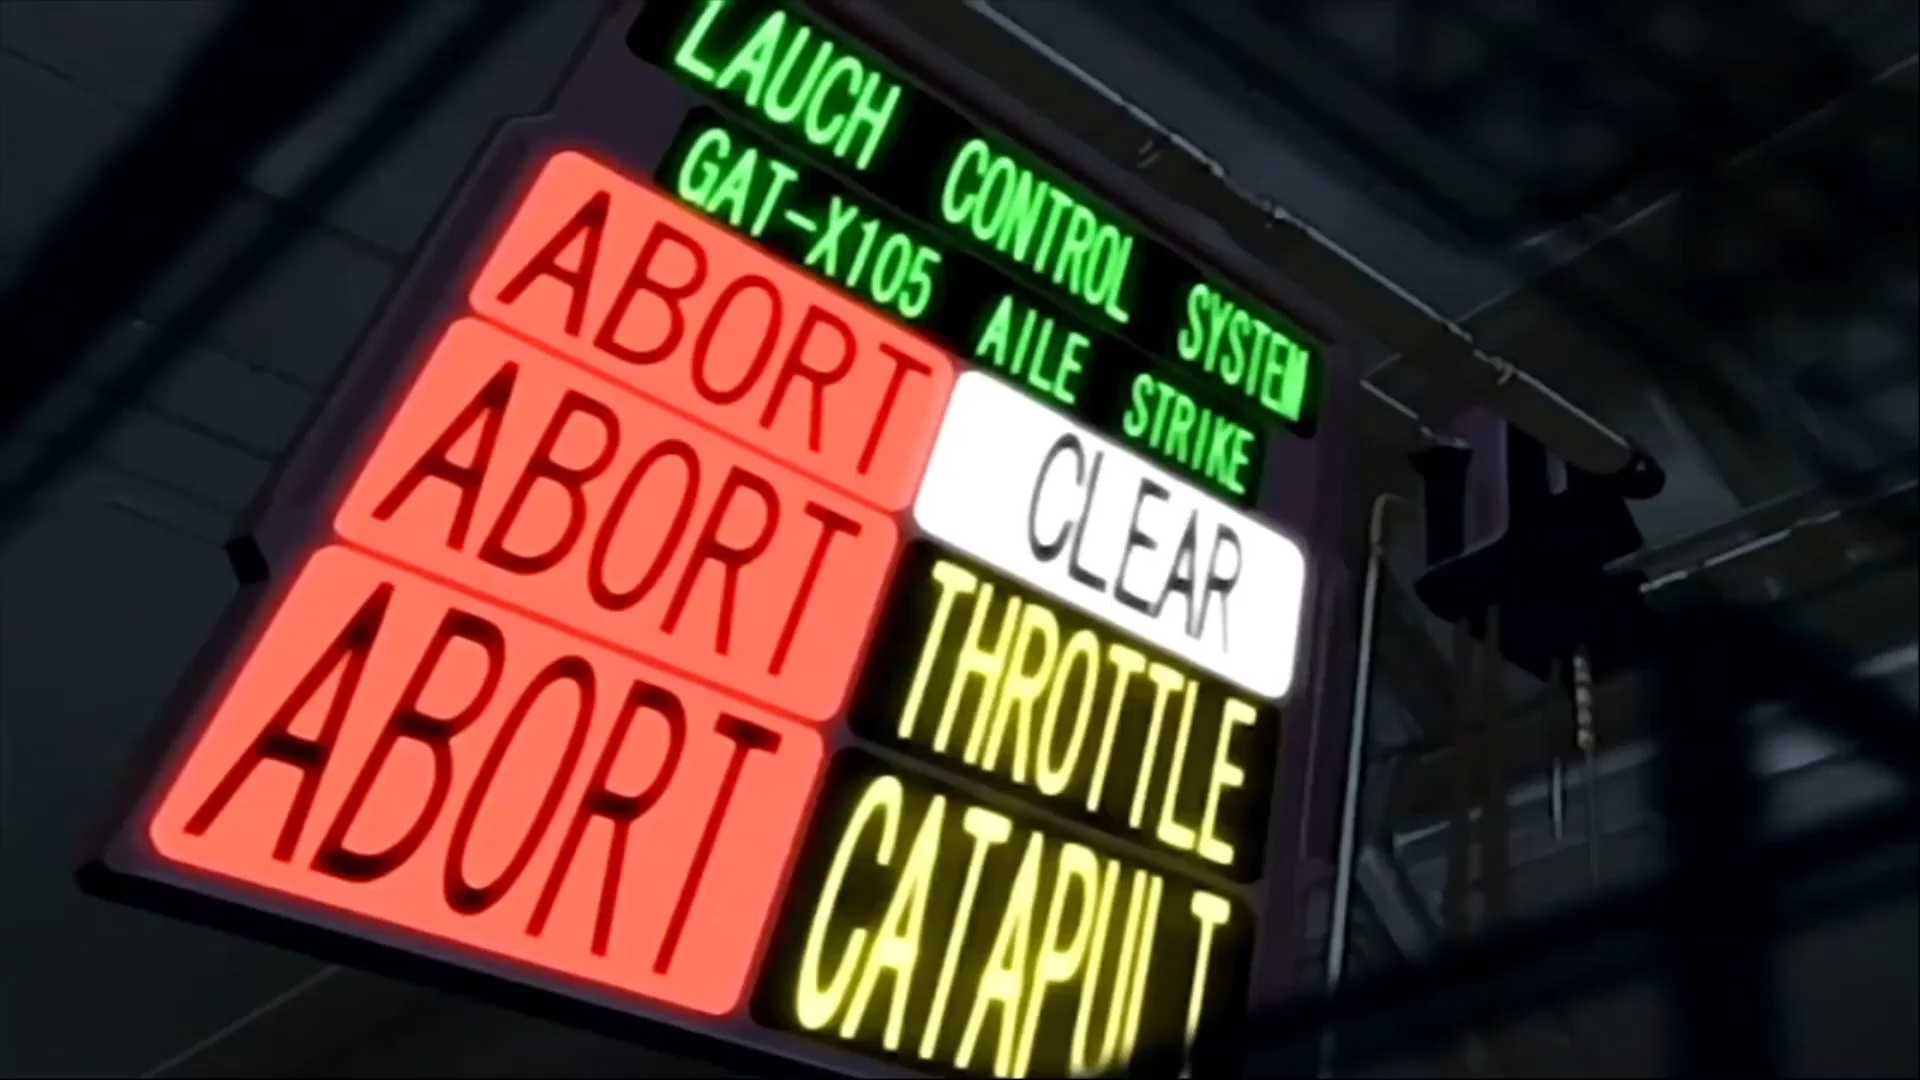 LAUCH CONTROL SYSTEM
GAT-X105 AILE STRIKE
ABORT CLEAR
ABORT THROTTLE
ABORT CATAPULT